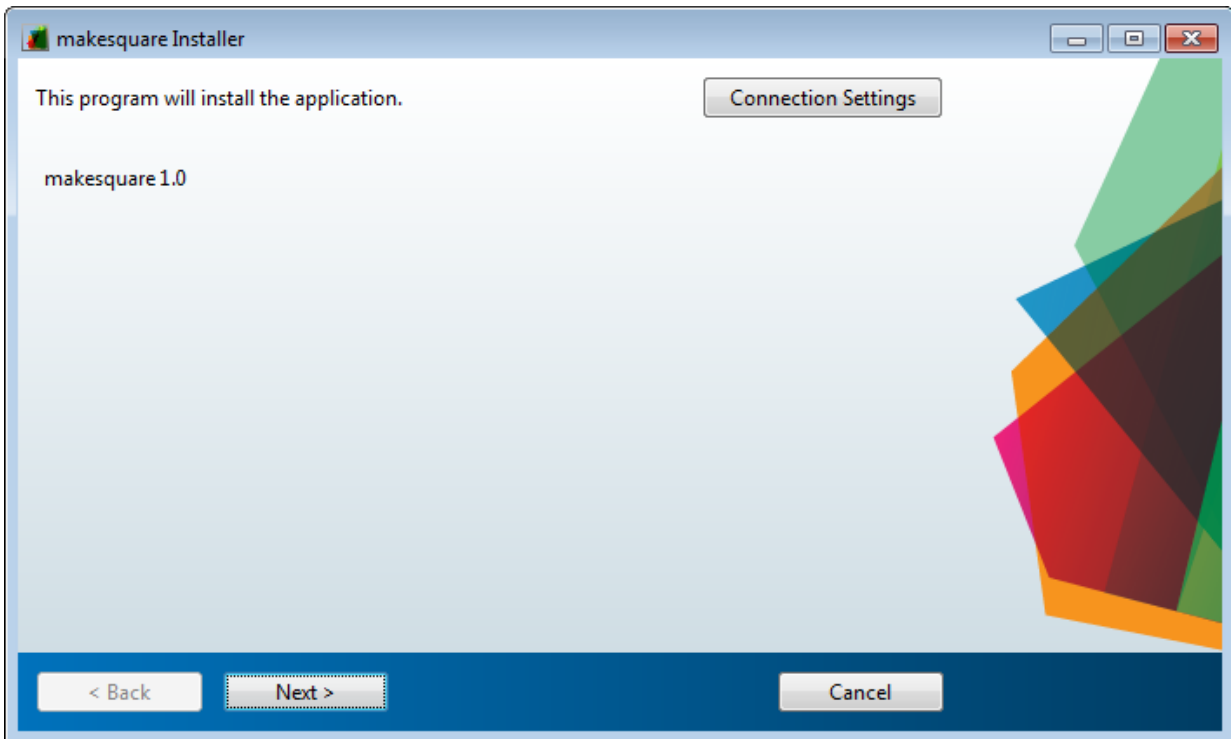 makesquare Installer
This program will install the application.
Connection Settings
makesquare 1.0
< Back
Next >
Cancel